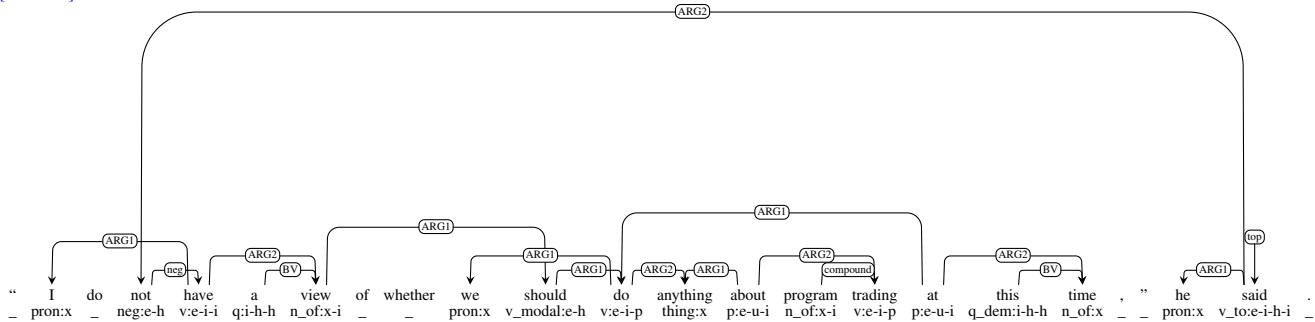 ARG2
ARG1 ARG1
top
ARG1 ARG2 ARG1 ARG2 ARG2
neg BV ARG1 ARG2 ARG1 compound BV ARG1
“ I do not have a view of whether we should do anything about program trading at this time , ” he said .
_ pron:x _ neg:e-h v:e-i-i q:i-h-h n_of:x-i _ _ pron:x v_modal:e-h v:e-i-p thing:x p:e-u-i n_of:x-i v:e-i-p p:e-u-i q_dem:i-h-h n_of:x _ _ pron:x v_to:e-i-h-i _